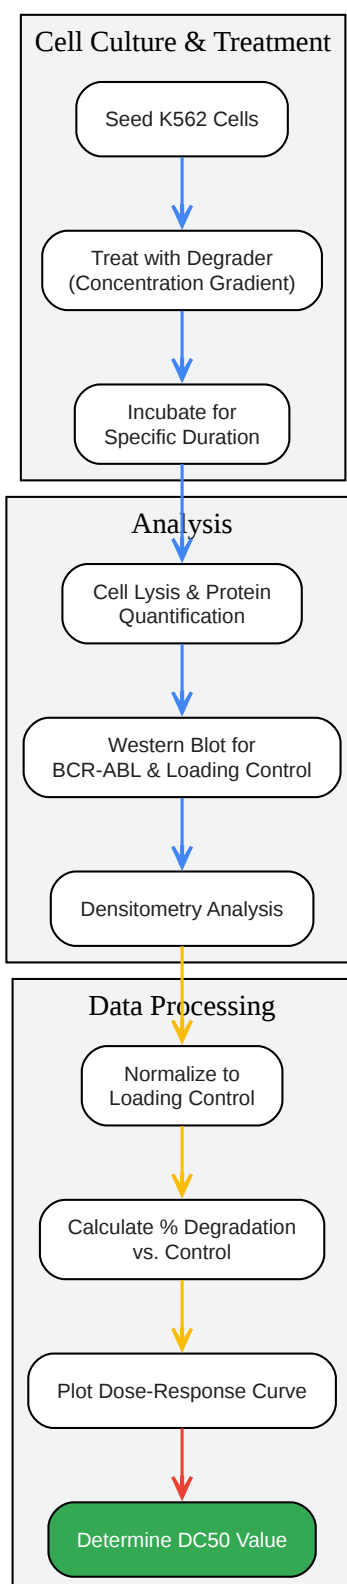 Cell Culture & Treatment
Seed K562 Cells
Treat with Degrader
(Concentration Gradient)
Incubate for
Specific Duration
Analysis
Cell Lysis & Protein
Quantification
Western Blot for
BCR-ABL & Loading Control
Densitometry Analysis
Data Processing
Normalize to
Loading Control
Calculate % Degradation
vs. Control
Plot Dose-Response Curve
Determine DC50 Value